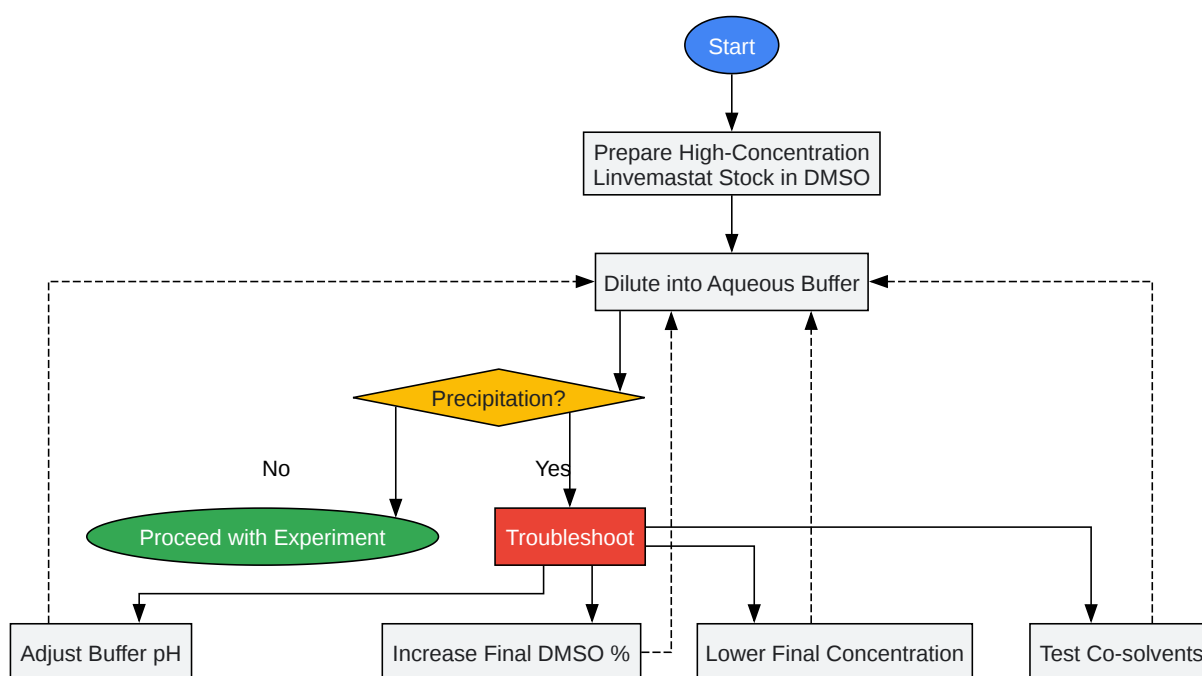 Start
Prepare High-Concentration
Linvemastat Stock in DMSO
Dilute into Aqueous Buffer
Precipitation?
No
Yes
Proceed with Experiment
Troubleshoot
Adjust Buffer pH
Increase Final DMSO %
Lower Final Concentration
Test Co-solvents